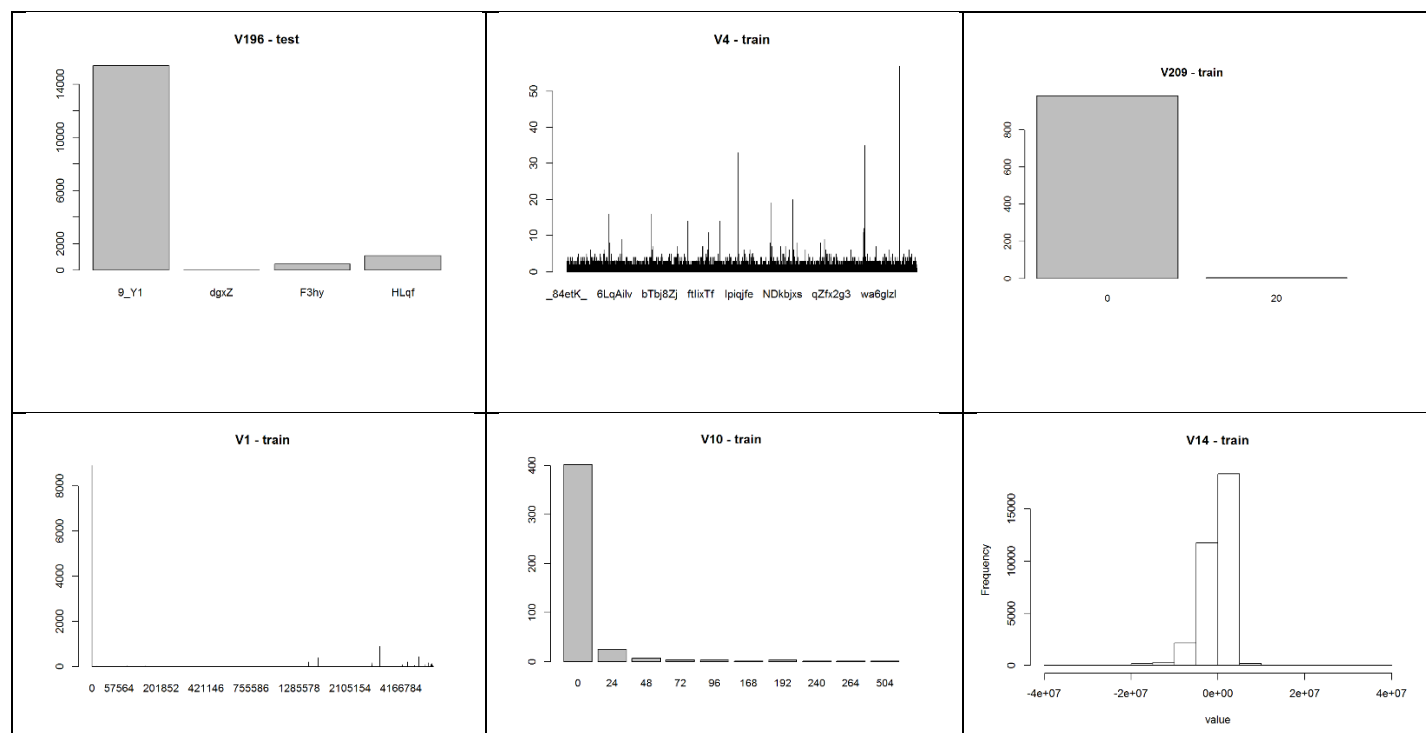 V196 - test
14000
10000
6000
2000
0
9_Y1 dgxZ F3hy HLqf
V4 - train
50
40
30
20
10
0
_84etK_ 6LqAilv bTbj8Zj ftlixTf lpiqjfe NDkbjxs qZfx2g3 wa6glzl
V209 - train
800
600
400
200
0
0 20
V1 - train
8000
6000
4000
2000
0
0 57564 201852 421146 755586 1285578 2105154 4166784
V10 - train
400
300
200
100
0
0 24 48 72 96 168 192 240 264 504
V14 - train
Frequency
15000
10000
5000
0
-4e+07 -2e+07 0e+00 2e+07 4e+07
value